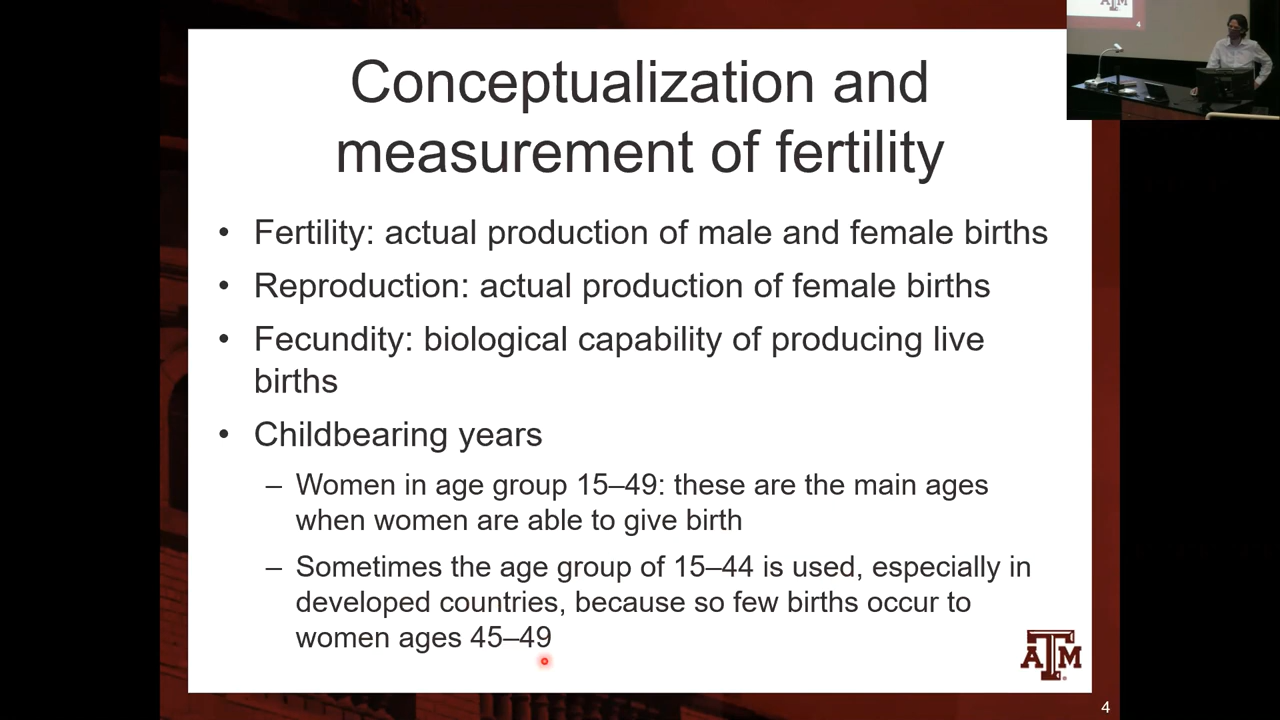 Conceptualization and
measurement of fertility
• Fertility: actual production of male and female births
• Reproduction: actual production of female births
• Fecundity: biological capability of producing live
births
• Childbearing years
– Women in age group 15–49: these are the main ages
when women are able to give birth
– Sometimes the age group of 15–44 is used, especially in
developed countries, because so few births occur to
women ages 45–49
ATM
4
ATM
4